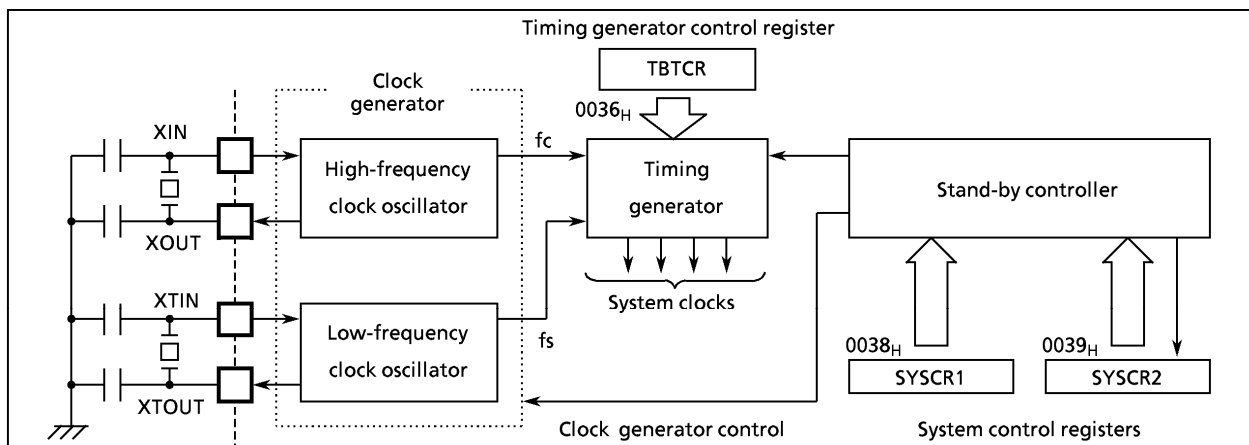 Timing generator control register
TBTCR
Clock
generator
0036H
XIN
fc
High-frequency
clock oscillator
Timing
generator
Stand-by controller
XOUT
System clocks
XTIN
Low-frequency
clock oscillator
fs
0038H
0039H
SYSCR1
SYSCR2
XTOUT
Clock generator control
System control registers